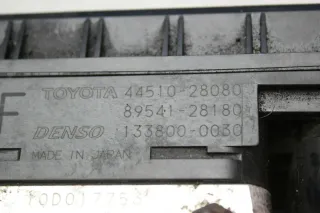 TOYOTA 44510-28080
F 89541-28180
DENSO 133800-0030
MADE IN JAPAN